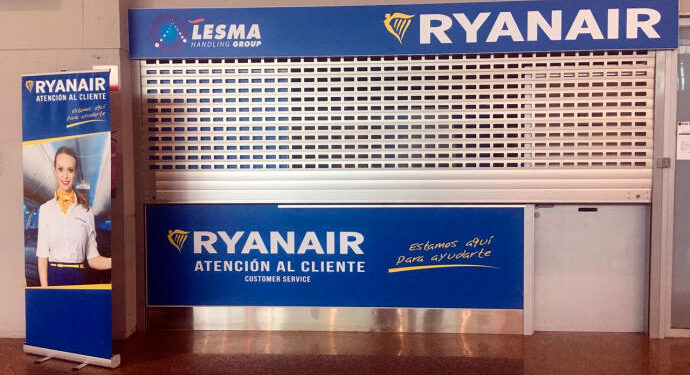 LESMA
HANDLING GROUP
RYANAIR
RYANAIR
ATENCIÓN AL CLIENTE
Estamos aquí
para ayudarte
RYANAIR
ATENCIÓN AL CLIENTE
CUSTOMER SERVICE
Estamos aquí
para ayudarte